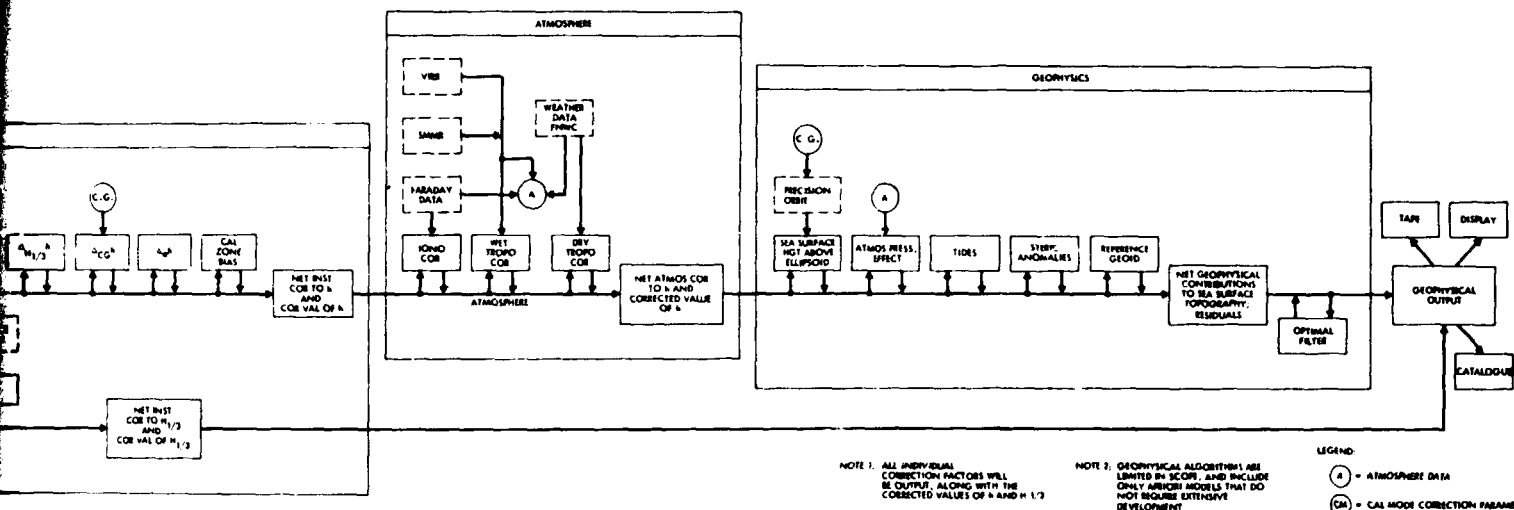 ATMOSPHERE
GEOPHYSICS
VIRR
SMMR
FARADAY
DATA
WEATHER
DATA
FNWC
A
C.G.
PRECISION
ORBIT
A
C.G.
ΔH1/3h
ΔCGh
CAL
ZONE
BIAS
IONO
COR
WET
TROPO
COR
DRY
TROPO
COR
SEA SURFACE
HGT ABOVE
ELLIPSOID
ATMOS PRESS.
EFFECT
TIDES
STERIC
ANOMALIES
REFERENCE
GEOID
NET INST
COR TO h
AND
COR VAL OF h
ATMOSPHERE
NET ATMOS COR
TO h AND
CORRECTED VALUE
OF h
NET GEOPHYSICAL
CONTRIBUTIONS
TO SEA SURFACE
TOPOGRAPHY,
RESIDUALS
OPTIMAL
FILTER
TAPE
DISPLAY
GEOPHYSICAL
OUTPUT
CATALOGUE
NET INST
COR TO H1/3
AND
COR VAL OF H1/3
NOTE 1: ALL INDIVIDUAL
CORRECTION FACTORS WILL
BE OUTPUT, ALONG WITH THE
CORRECTED VALUES OF h AND H 1/3
NOTE 2: GEOPHYSICAL ALGORITHMS ARE
LIMITED IN SCOPE, AND INCLUDE
ONLY APRIORI MODELS THAT DO
NOT REQUIRE EXTENSIVE
DEVELOPMENT
LEGEND:
A = ATMOSPHERE DATA
CM = CAL MODE CORRECTION PARAME